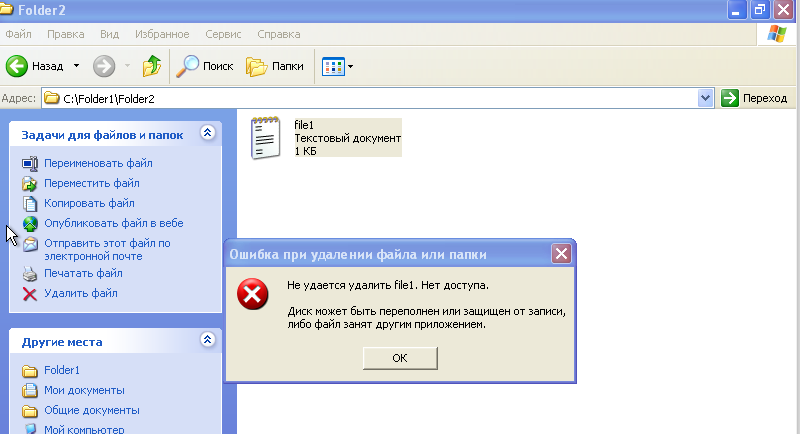 Folder2
Файл Правка Вид Избранное Сервис Справка
Назад Поиск Папки
Адрес: C:\Folder1\Folder2 Переход
Задачи для файлов и папок
Переименовать файл
Переместить файл
Копировать файл
Опубликовать файл в вебе
Отправить этот файл по
электронной почте
Печатать файл
Удалить файл
Другие места
Folder1
Мои документы
Общие документы
Мой компьютер
file1
Текстовый документ
1 КБ
Ошибка при удалении файла или папки
Не удается удалить file1. Нет доступа.
Диск может быть переполнен или защищен от записи,
либо файл занят другим приложением.
ОК